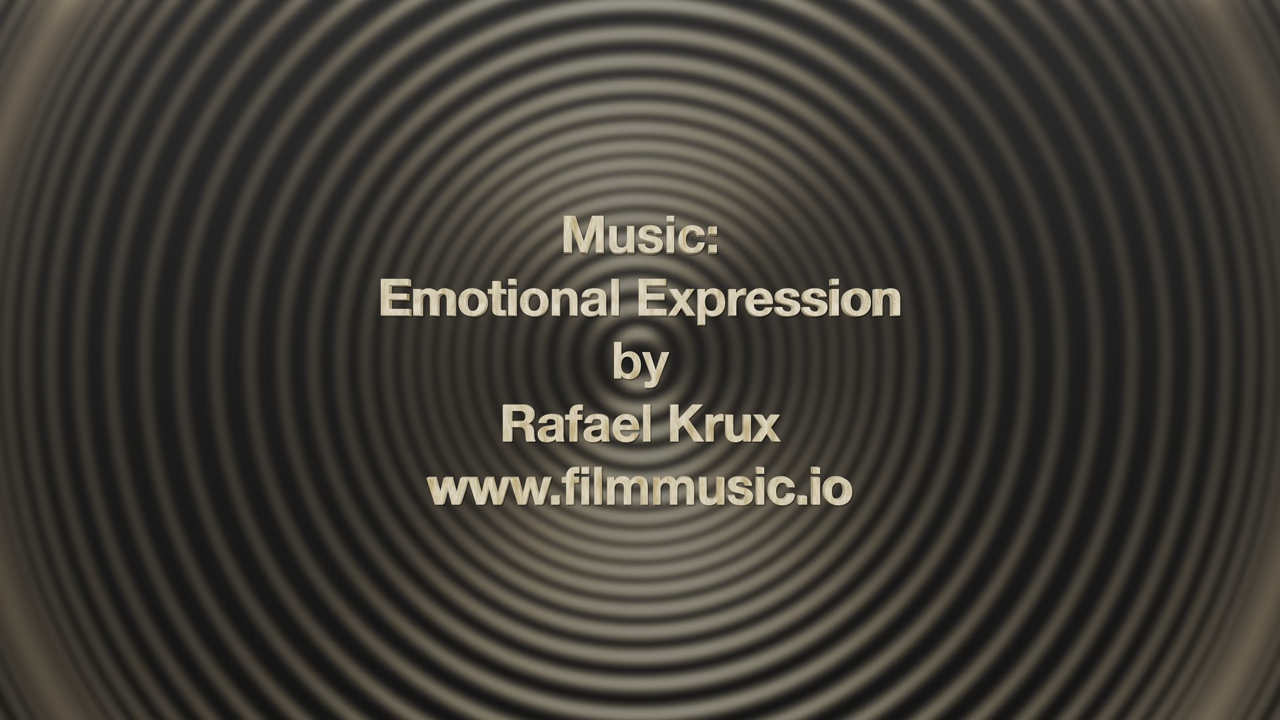 Music:
Emotional Expression
by
Rafael Krux
www.filmmusic.io